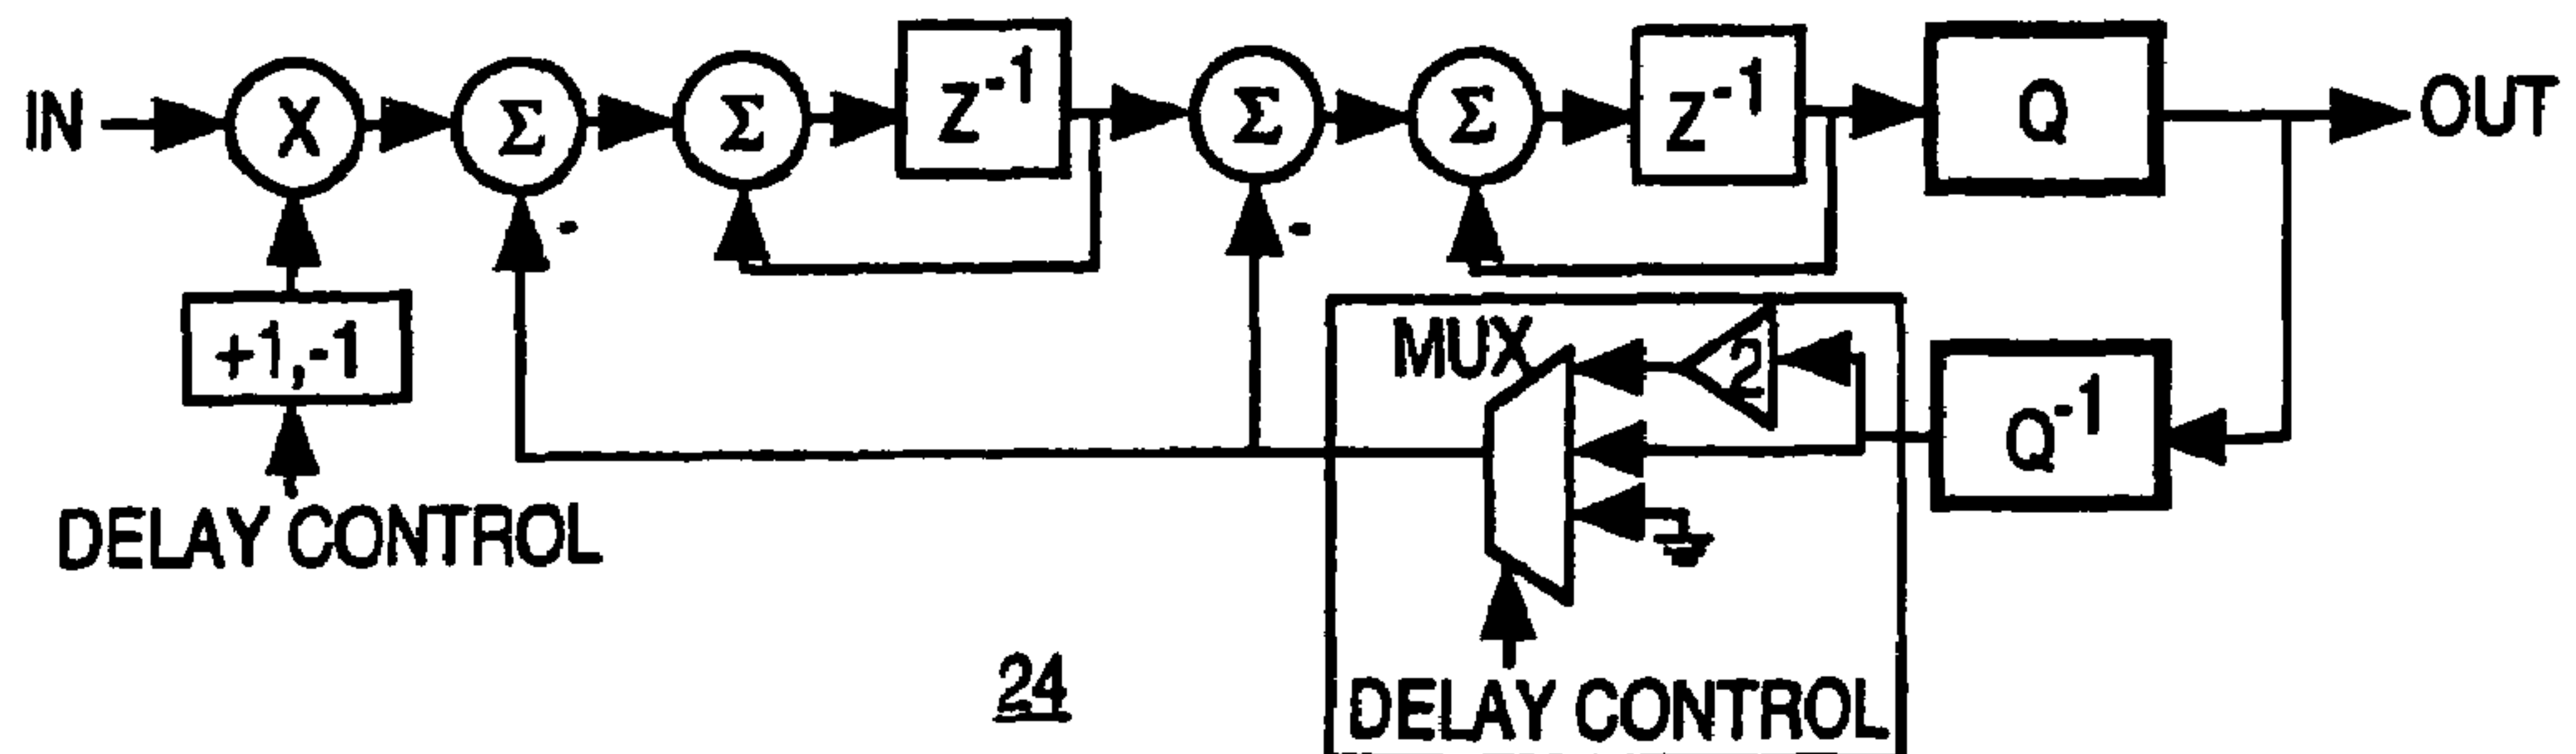 IN
X
Σ
Σ
Z⁻¹
Σ
Σ
Z⁻¹
Q
OUT
-
-
+1,-1
MUX
2
Q⁻¹
DELAY CONTROL
24
DELAY CONTROL